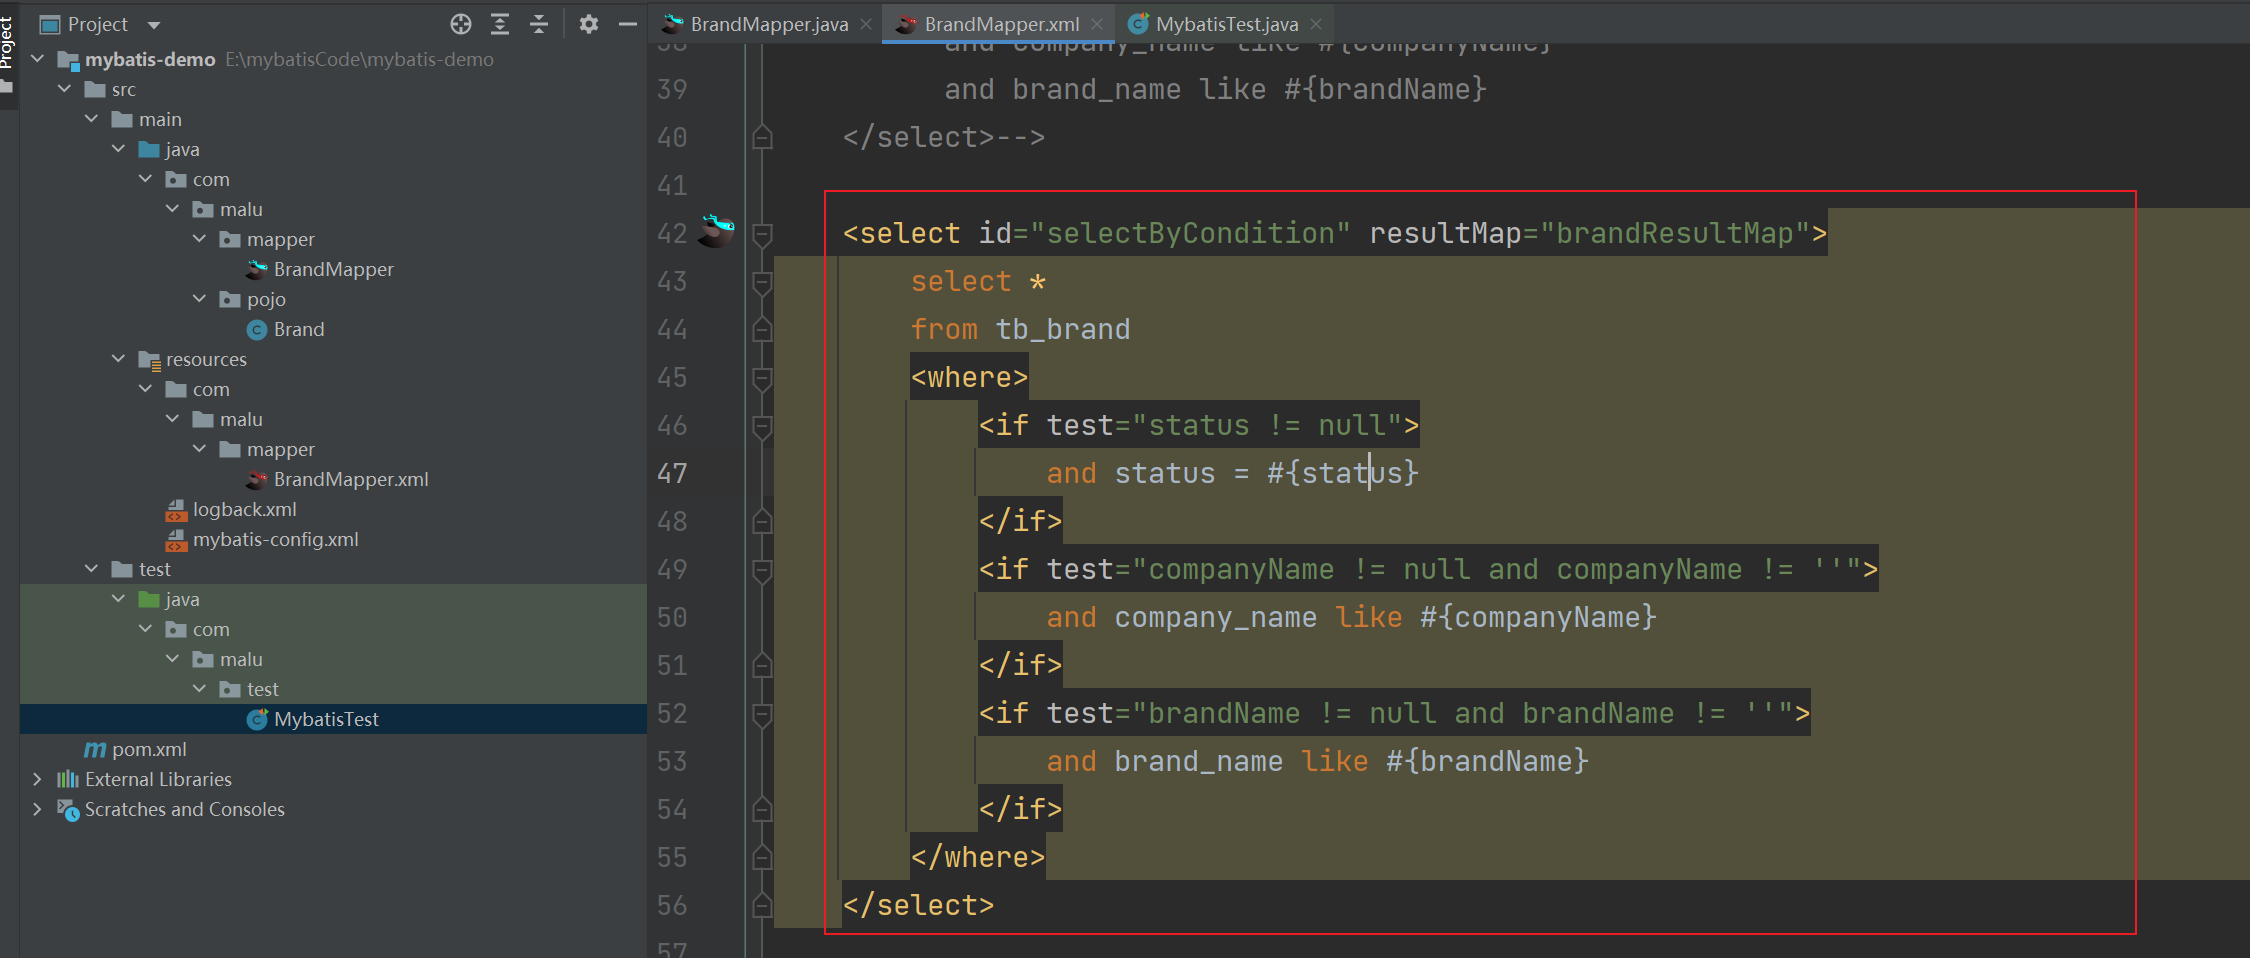 Project
Project
mybatis-demo E:\mybatisCode\mybatis-demo
src
main
java
com
malu
mapper
BrandMapper
pojo
Brand
resources
com
malu
mapper
BrandMapper.xml
logback.xml
mybatis-config.xml
test
java
com
malu
test
MybatisTest
pom.xml
External Libraries
Scratches and Consoles
BrandMapper.java
BrandMapper.xml
MybatisTest.java
38 and company_name like #{companyName}
39 and brand_name like #{brandName}
40 </select>-->
41
42 <select id="selectByCondition" resultMap="brandResultMap">
43 select *
44 from tb_brand
45 <where>
46 <if test="status != null">
47 and status = #{status}
48 </if>
49 <if test="companyName != null and companyName != ''">
50 and company_name like #{companyName}
51 </if>
52 <if test="brandName != null and brandName != ''">
53 and brand_name like #{brandName}
54 </if>
55 </where>
56 </select>
57